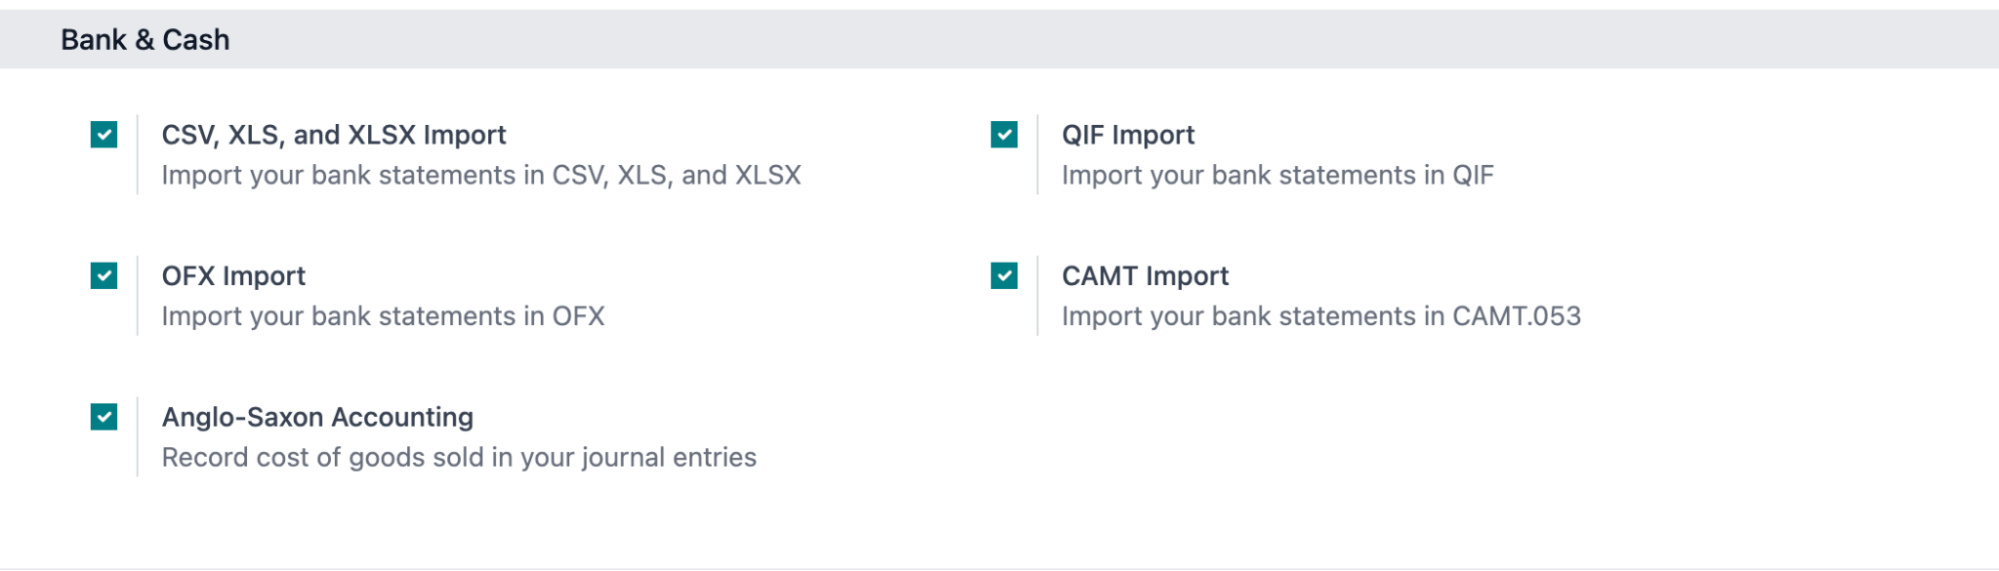 Bank & Cash
CSV, XLS, and XLSX Import
Import your bank statements in CSV, XLS, and XLSX
QIF Import
Import your bank statements in QIF
OFX Import
Import your bank statements in OFX
CAMT Import
Import your bank statements in CAMT.053
Anglo-Saxon Accounting
Record cost of goods sold in your journal entries